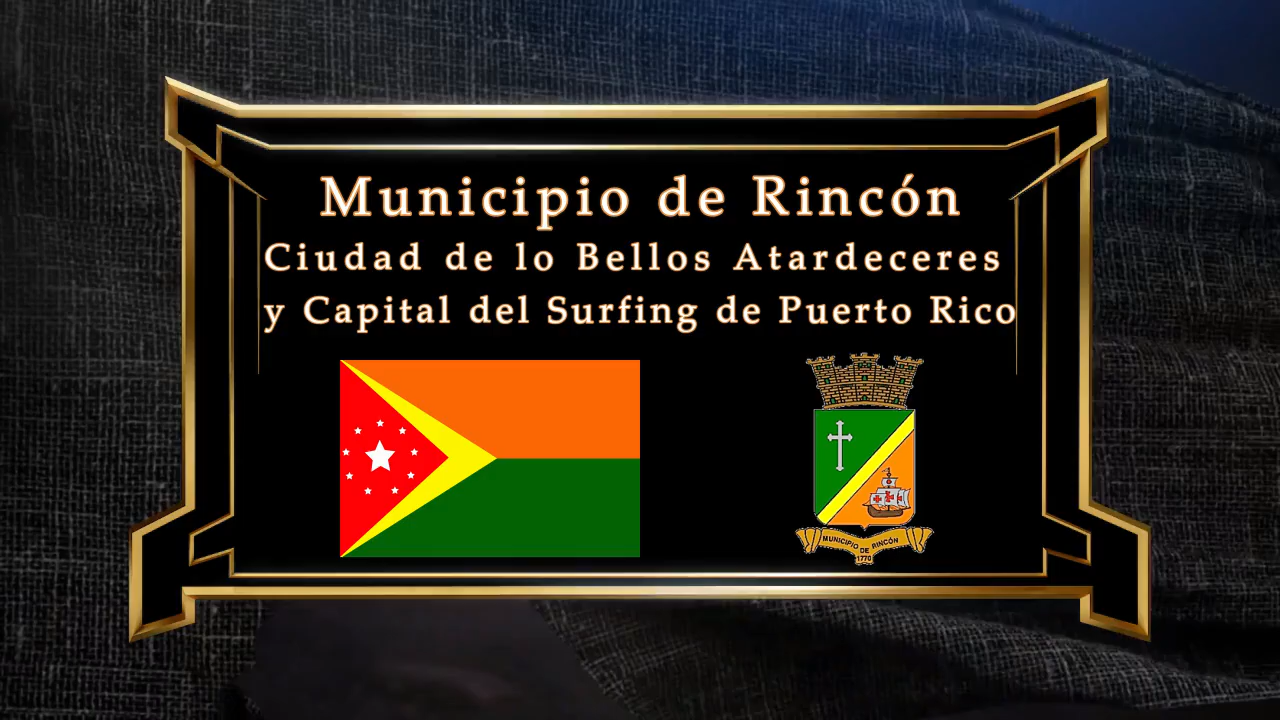 Municipio de Rincón
Ciudad de lo Bellos Atardeceres
y Capital del Surfing de Puerto Rico
MUNICIPIO DE RINCÓN
1770